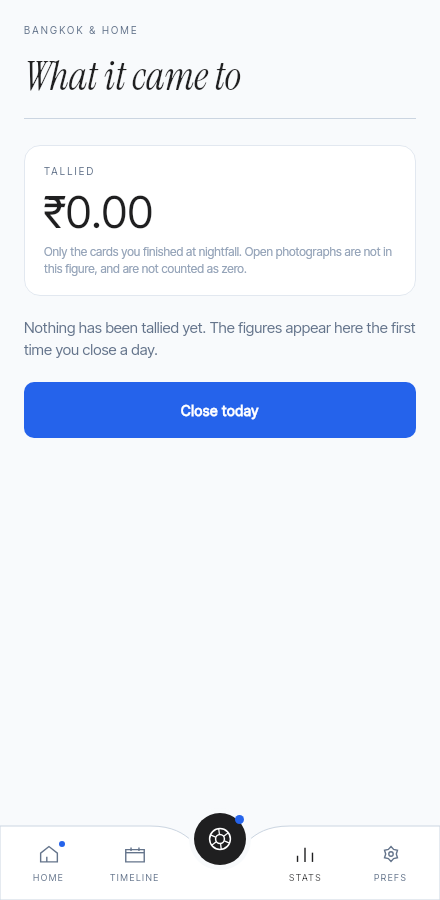 BANGKOK & HOME
What it came to
TALLIED
₹0.00
Only the cards you finished at nightfall. Open photographs are not in
this figure, and are not counted as zero.
Nothing has been tallied yet. The figures appear here the first
time you close a day.
Close today
HOME
TIMELINE
STATS
PREFS